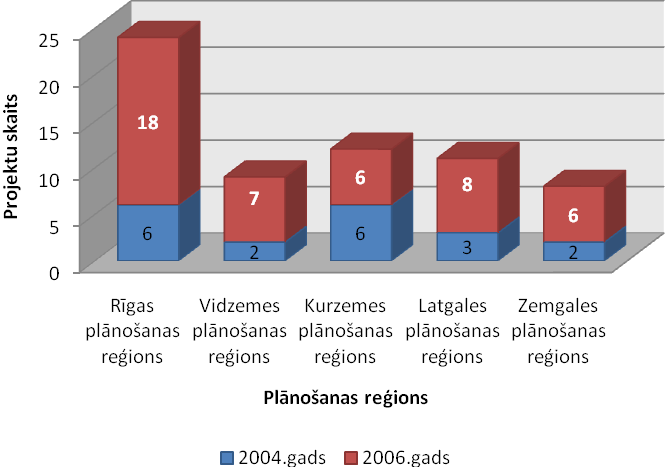 Projektu skaits
25
20
15
10
5
0
18
6
7
2
6
6
8
3
6
2
Rīgas
plānošanas
reģions
Vidzemes
plānošanas
reģions
Kurzemes
plānošanas
reģions
Latgales
plānošanas
reģions
Zemgales
plānošanas
reģions
Plānošanas reģions
2004.gads
2006.gads